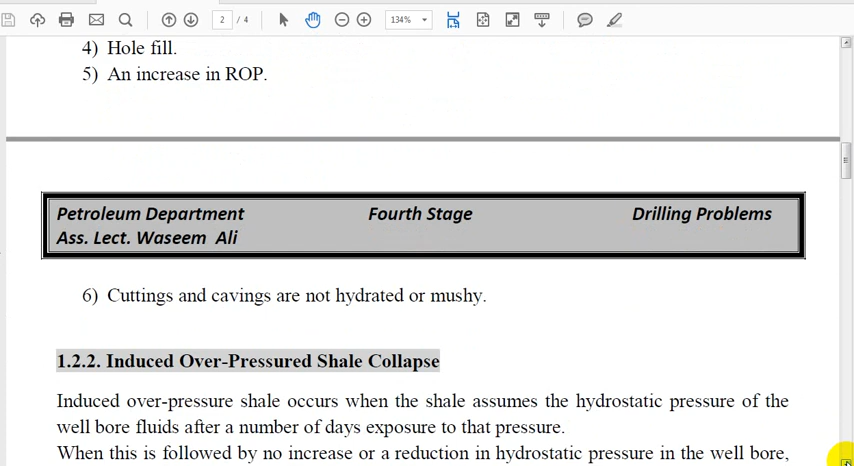 2 / 4
134%
4) Hole fill.
5) An increase in ROP.
Petroleum Department Fourth Stage Drilling Problems
Ass. Lect. Waseem Ali
6) Cuttings and cavings are not hydrated or mushy.
1.2.2. Induced Over-Pressured Shale Collapse
Induced over-pressure shale occurs when the shale assumes the hydrostatic pressure of the
well bore fluids after a number of days exposure to that pressure.
When this is followed by no increase or a reduction in hydrostatic pressure in the well bore,